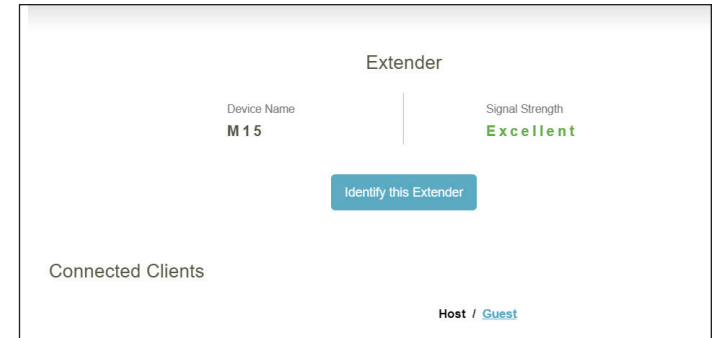 Extender
Device Name
Signal Strength
M15
Excellent
Identify this Extender
Connected Clients
Host / Guest